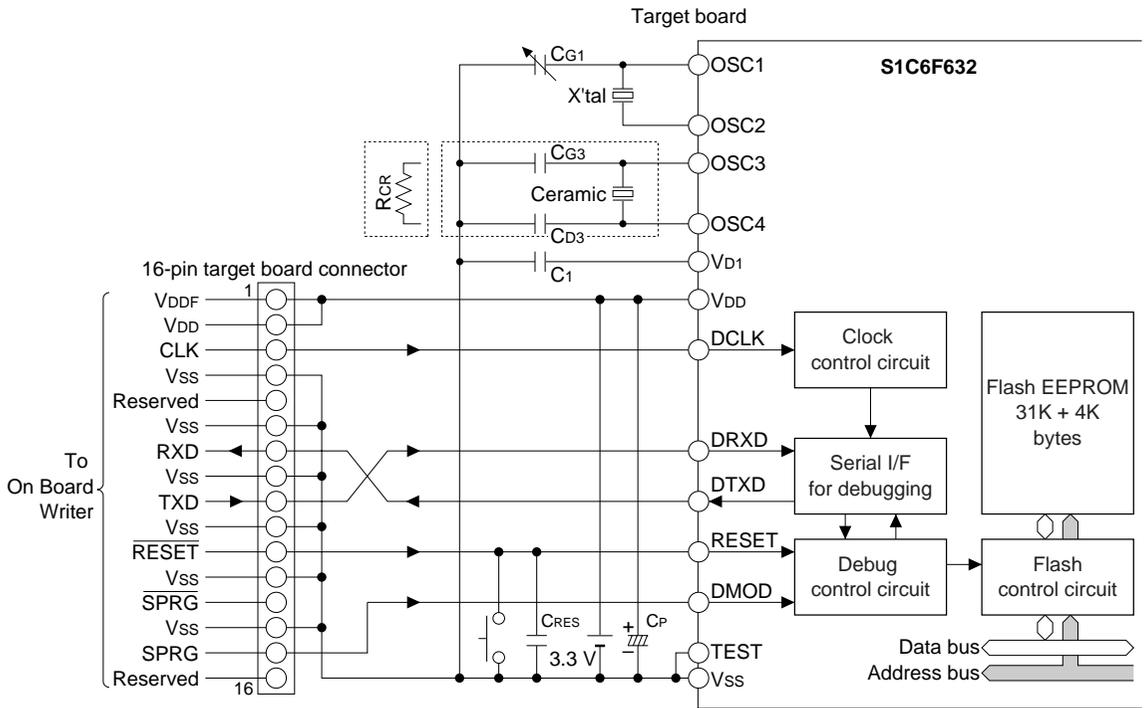 Target board
S1C6F632
CG1
X'tal
OSC1
OSC2
RCR
CG3
Ceramic
CD3
OSC3
OSC4
C1
VD1
16-pin target board connector
1
VDDF
VDD
CLK
VSS
Reserved
VSS
RXD
VSS
TXD
VSS
RESET
VSS
SPRG
VSS
SPRG
Reserved
16
To
On Board
Writer
VDD
DCLK
DRXD
DTXD
RESET
DMOD
TEST
VSS
CRES
3.3 V
+
–
CP
Clock
control circuit
Serial I/F
for debugging
Debug
control circuit
Flash EEPROM
31K + 4K
bytes
Flash
control circuit
Data bus
Address bus